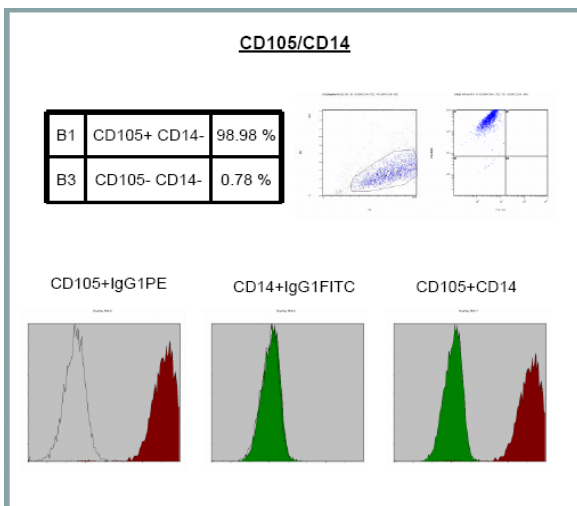 CD105/CD14
B1 CD105+ CD14- 98.98 %
B3 CD105- CD14- 0.78 %
CD105+IgG1PE
CD14+IgG1FITC
CD105+CD14